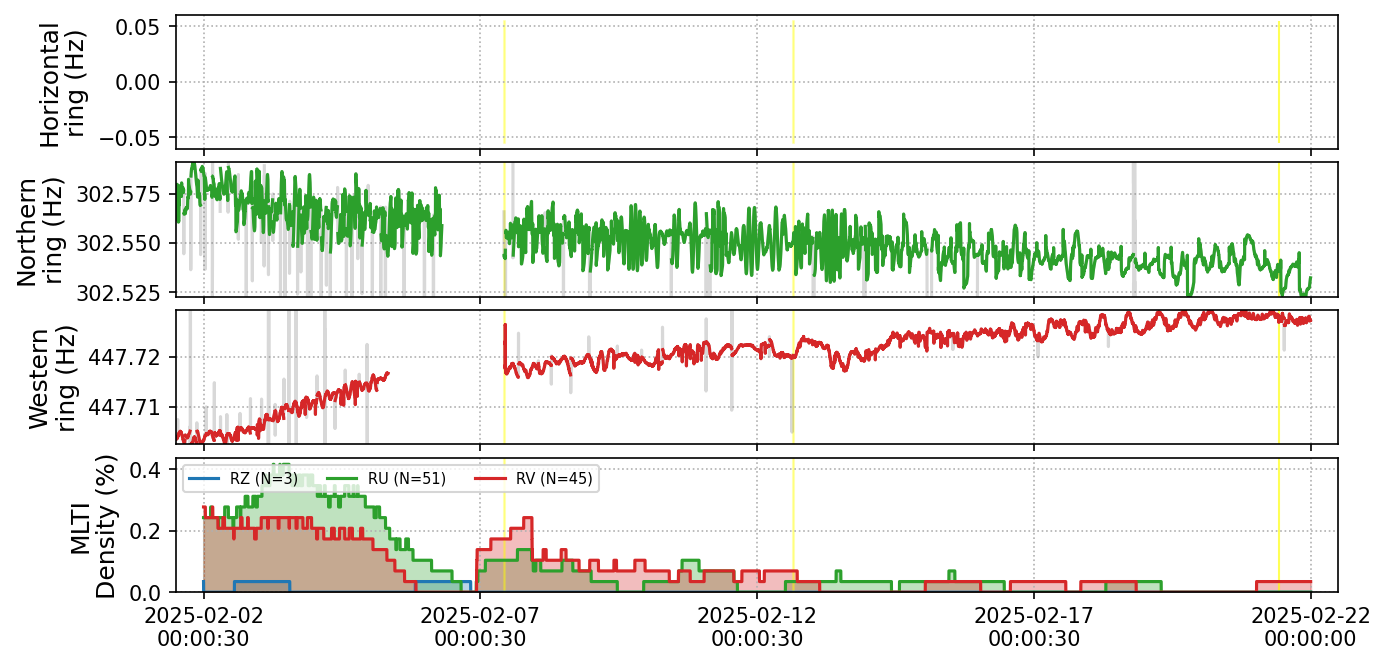 Horizontal
ring (Hz)
0.05
0.00
−0.05
Northern
ring (Hz)
302.575
302.550
302.525
Western
ring (Hz)
447.72
447.71
MLTI
Density (%)
0.4
0.2
0.0
RZ (N=3)
RU (N=51)
RV (N=45)
2025-02-02
00:00:30
2025-02-07
00:00:30
2025-02-12
00:00:30
2025-02-17
00:00:30
2025-02-22
00:00:00